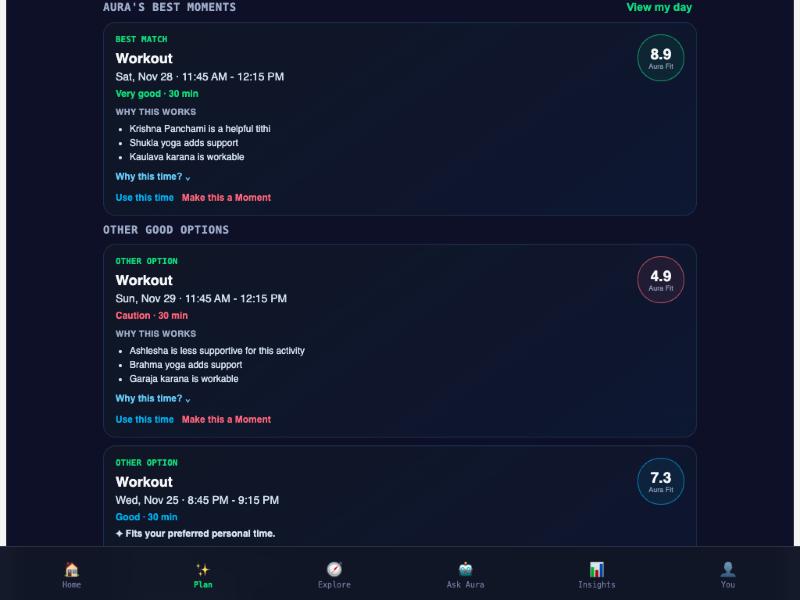 AURA'S BEST MOMENTS
View my day
BEST MATCH
Workout
Sat, Nov 28 · 11:45 AM - 12:15 PM
Very good · 30 min
8.9
Aura Fit
WHY THIS WORKS
• Krishna Panchami is a helpful tithi
• Shukla yoga adds support
• Kaulava karana is workable
Why this time? ⌄
Use this time Make this a Moment
OTHER GOOD OPTIONS
OTHER OPTION
Workout
Sun, Nov 29 · 11:45 AM - 12:15 PM
Caution · 30 min
4.9
Aura Fit
WHY THIS WORKS
• Ashlesha is less supportive for this activity
• Brahma yoga adds support
• Garaja karana is workable
Why this time? ⌄
Use this time Make this a Moment
OTHER OPTION
Workout
Wed, Nov 25 · 8:45 PM - 9:15 PM
Good · 30 min
7.3
Aura Fit
✦ Fits your preferred personal time.
Home Plan Explore Ask Aura Insights You